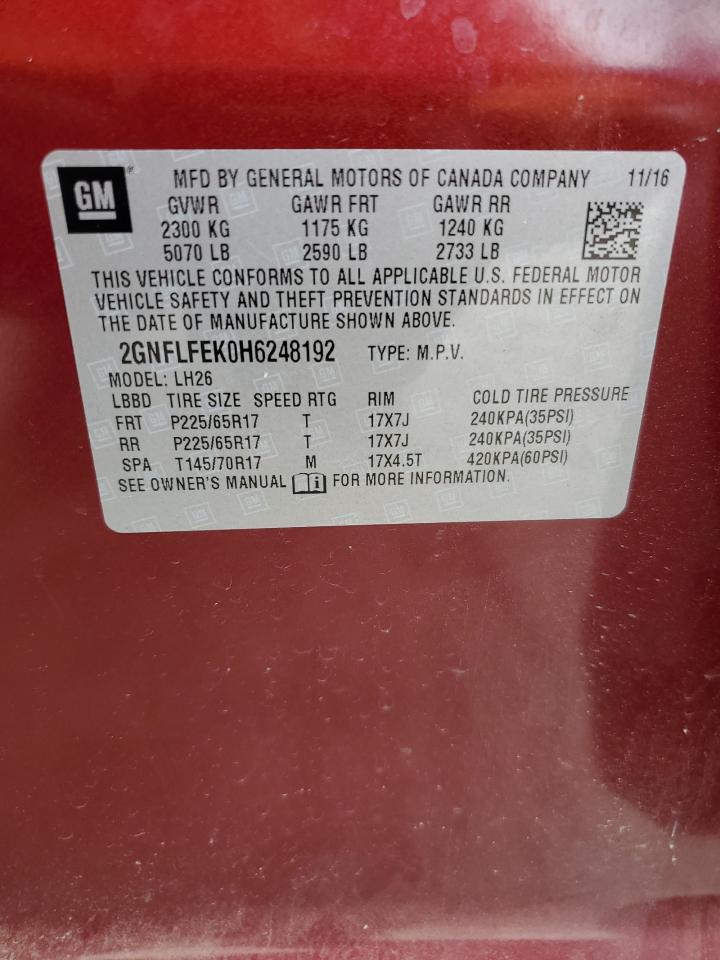 GM MFD BY GENERAL MOTORS OF CANADA COMPANY 11/16
GVWR GAWR FRT GAWR RR
2300 KG 1175 KG 1240 KG
5070 LB 2590 LB 2733 LB
THIS VEHICLE CONFORMS TO ALL APPLICABLE U.S. FEDERAL MOTOR
VEHICLE SAFETY AND THEFT PREVENTION STANDARDS IN EFFECT ON
THE DATE OF MANUFACTURE SHOWN ABOVE.
2GNFLFEK0H6248192 TYPE: M.P.V.
MODEL: LH26
LBBD TIRE SIZE SPEED RTG RIM COLD TIRE PRESSURE
FRT P225/65R17 T 17X7J 240KPA(35PSI)
RR P225/65R17 T 17X7J 240KPA(35PSI)
SPA T145/70R17 M 17X4.5T 420KPA(60PSI)
SEE OWNER'S MANUAL i FOR MORE INFORMATION.